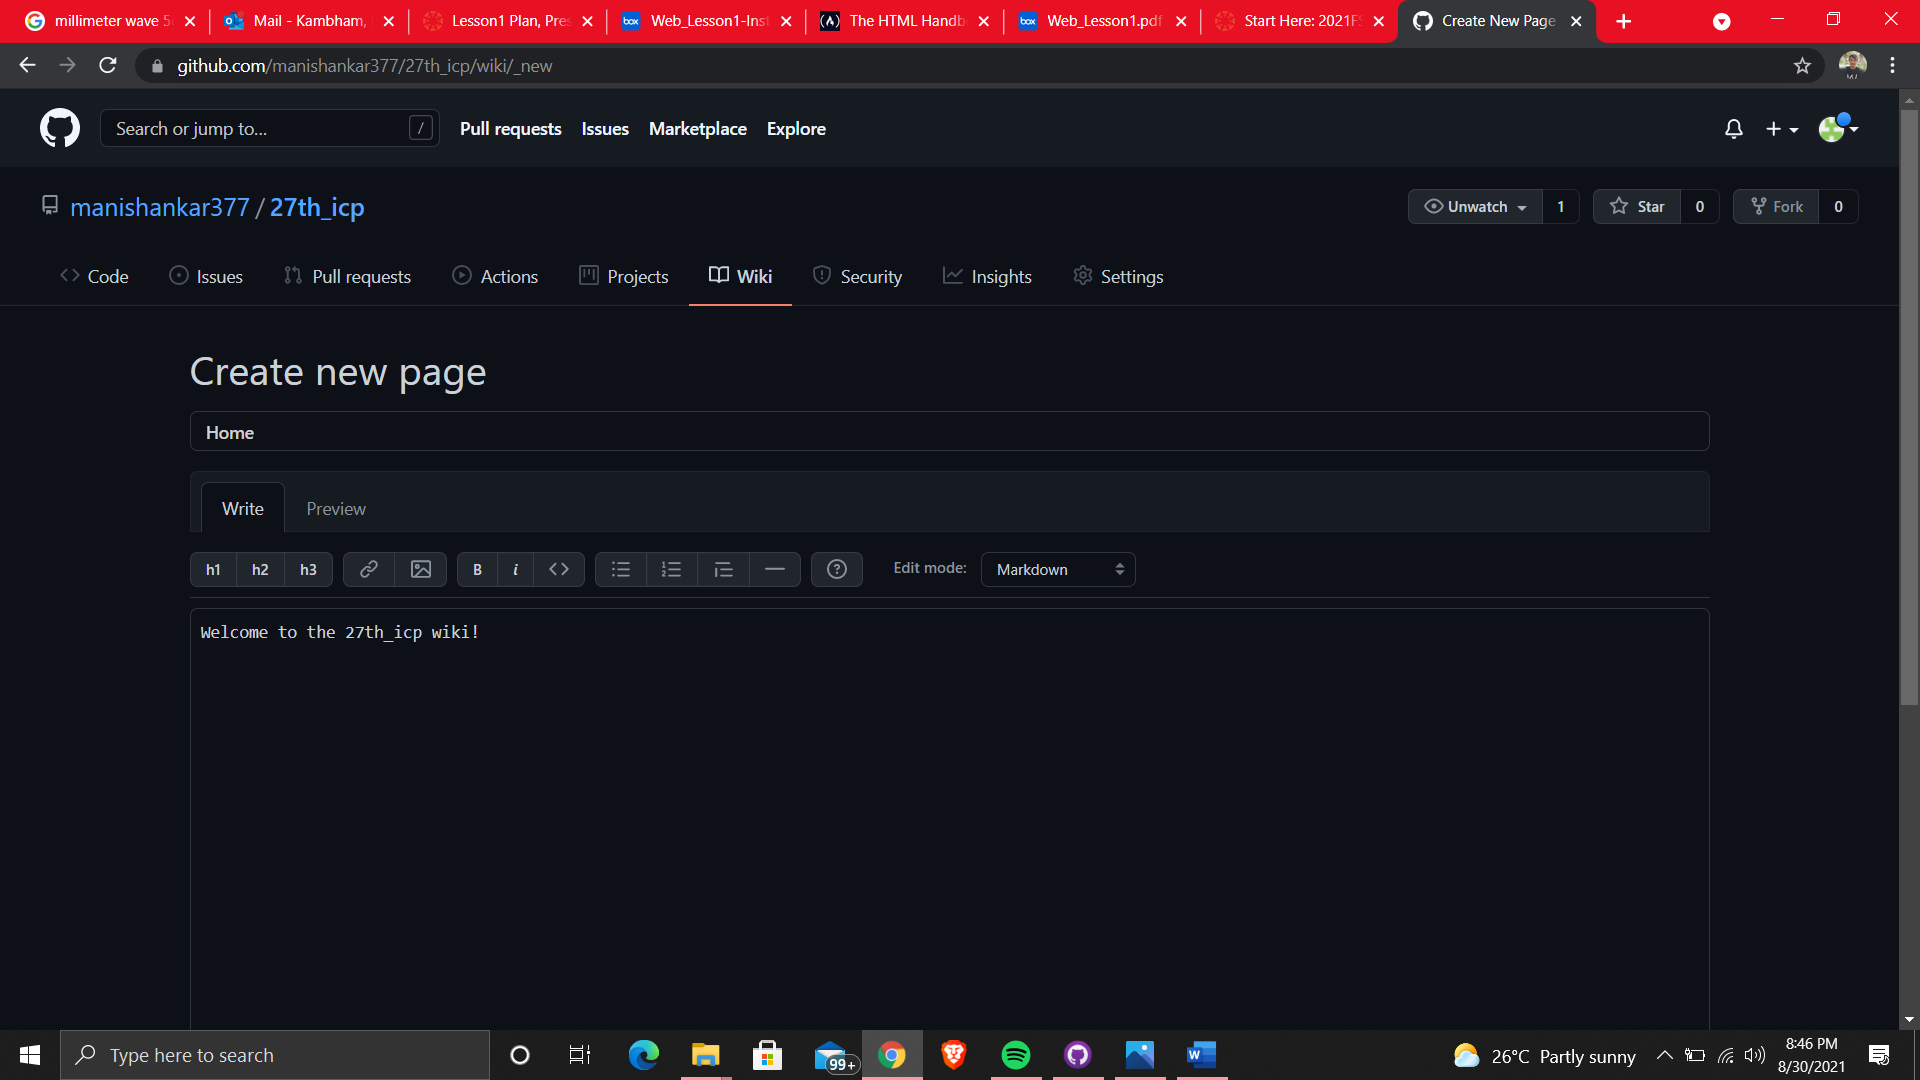 millimeter wave 5
Mail - Kambham,
Lesson1 Plan, Pres
Web_Lesson1-Inst
The HTML Handb
Web_Lesson1.pdf
Start Here: 2021FS
Create New Page
github.com/manishankar377/27th_icp/wiki/_new
Search or jump to...
/
Pull requests
Issues
Marketplace
Explore
manishankar377 / 27th_icp
Unwatch
1
Star
0
Fork
0
Code
Issues
Pull requests
Actions
Projects
Wiki
Security
Insights
Settings
Create new page
Home
Write
Preview
h1
h2
h3
B
i
Edit mode:
Markdown
Welcome to the 27th_icp wiki!
Type here to search
99+
26°C Partly sunny
8:46 PM
8/30/2021